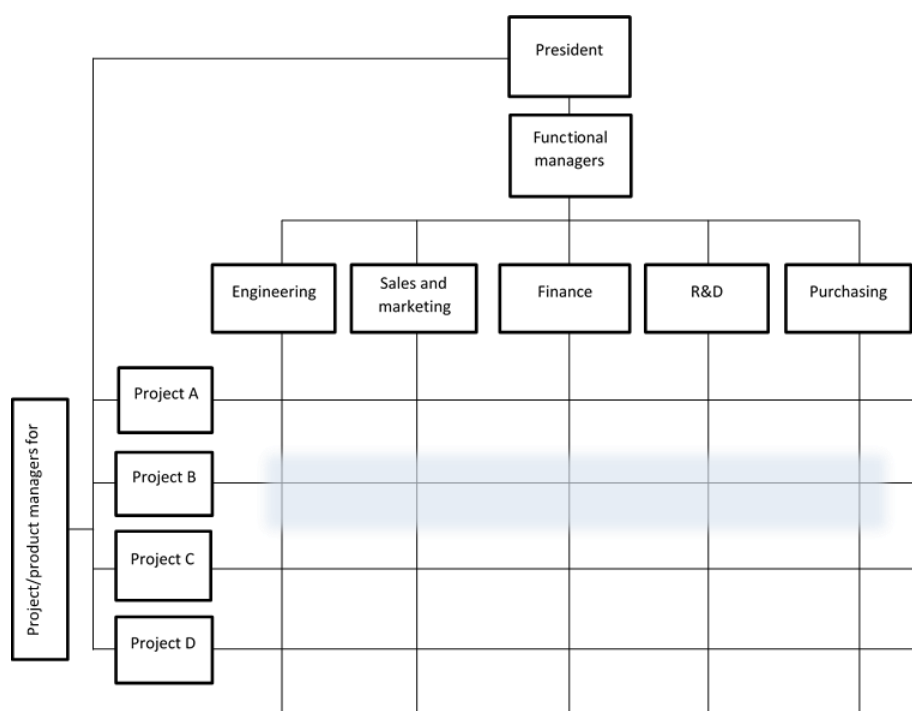 President
Functional
managers
Engineering
Sales and
marketing
Finance
R&D
Purchasing
Project A
Project B
Project C
Project D
Project/product managers for